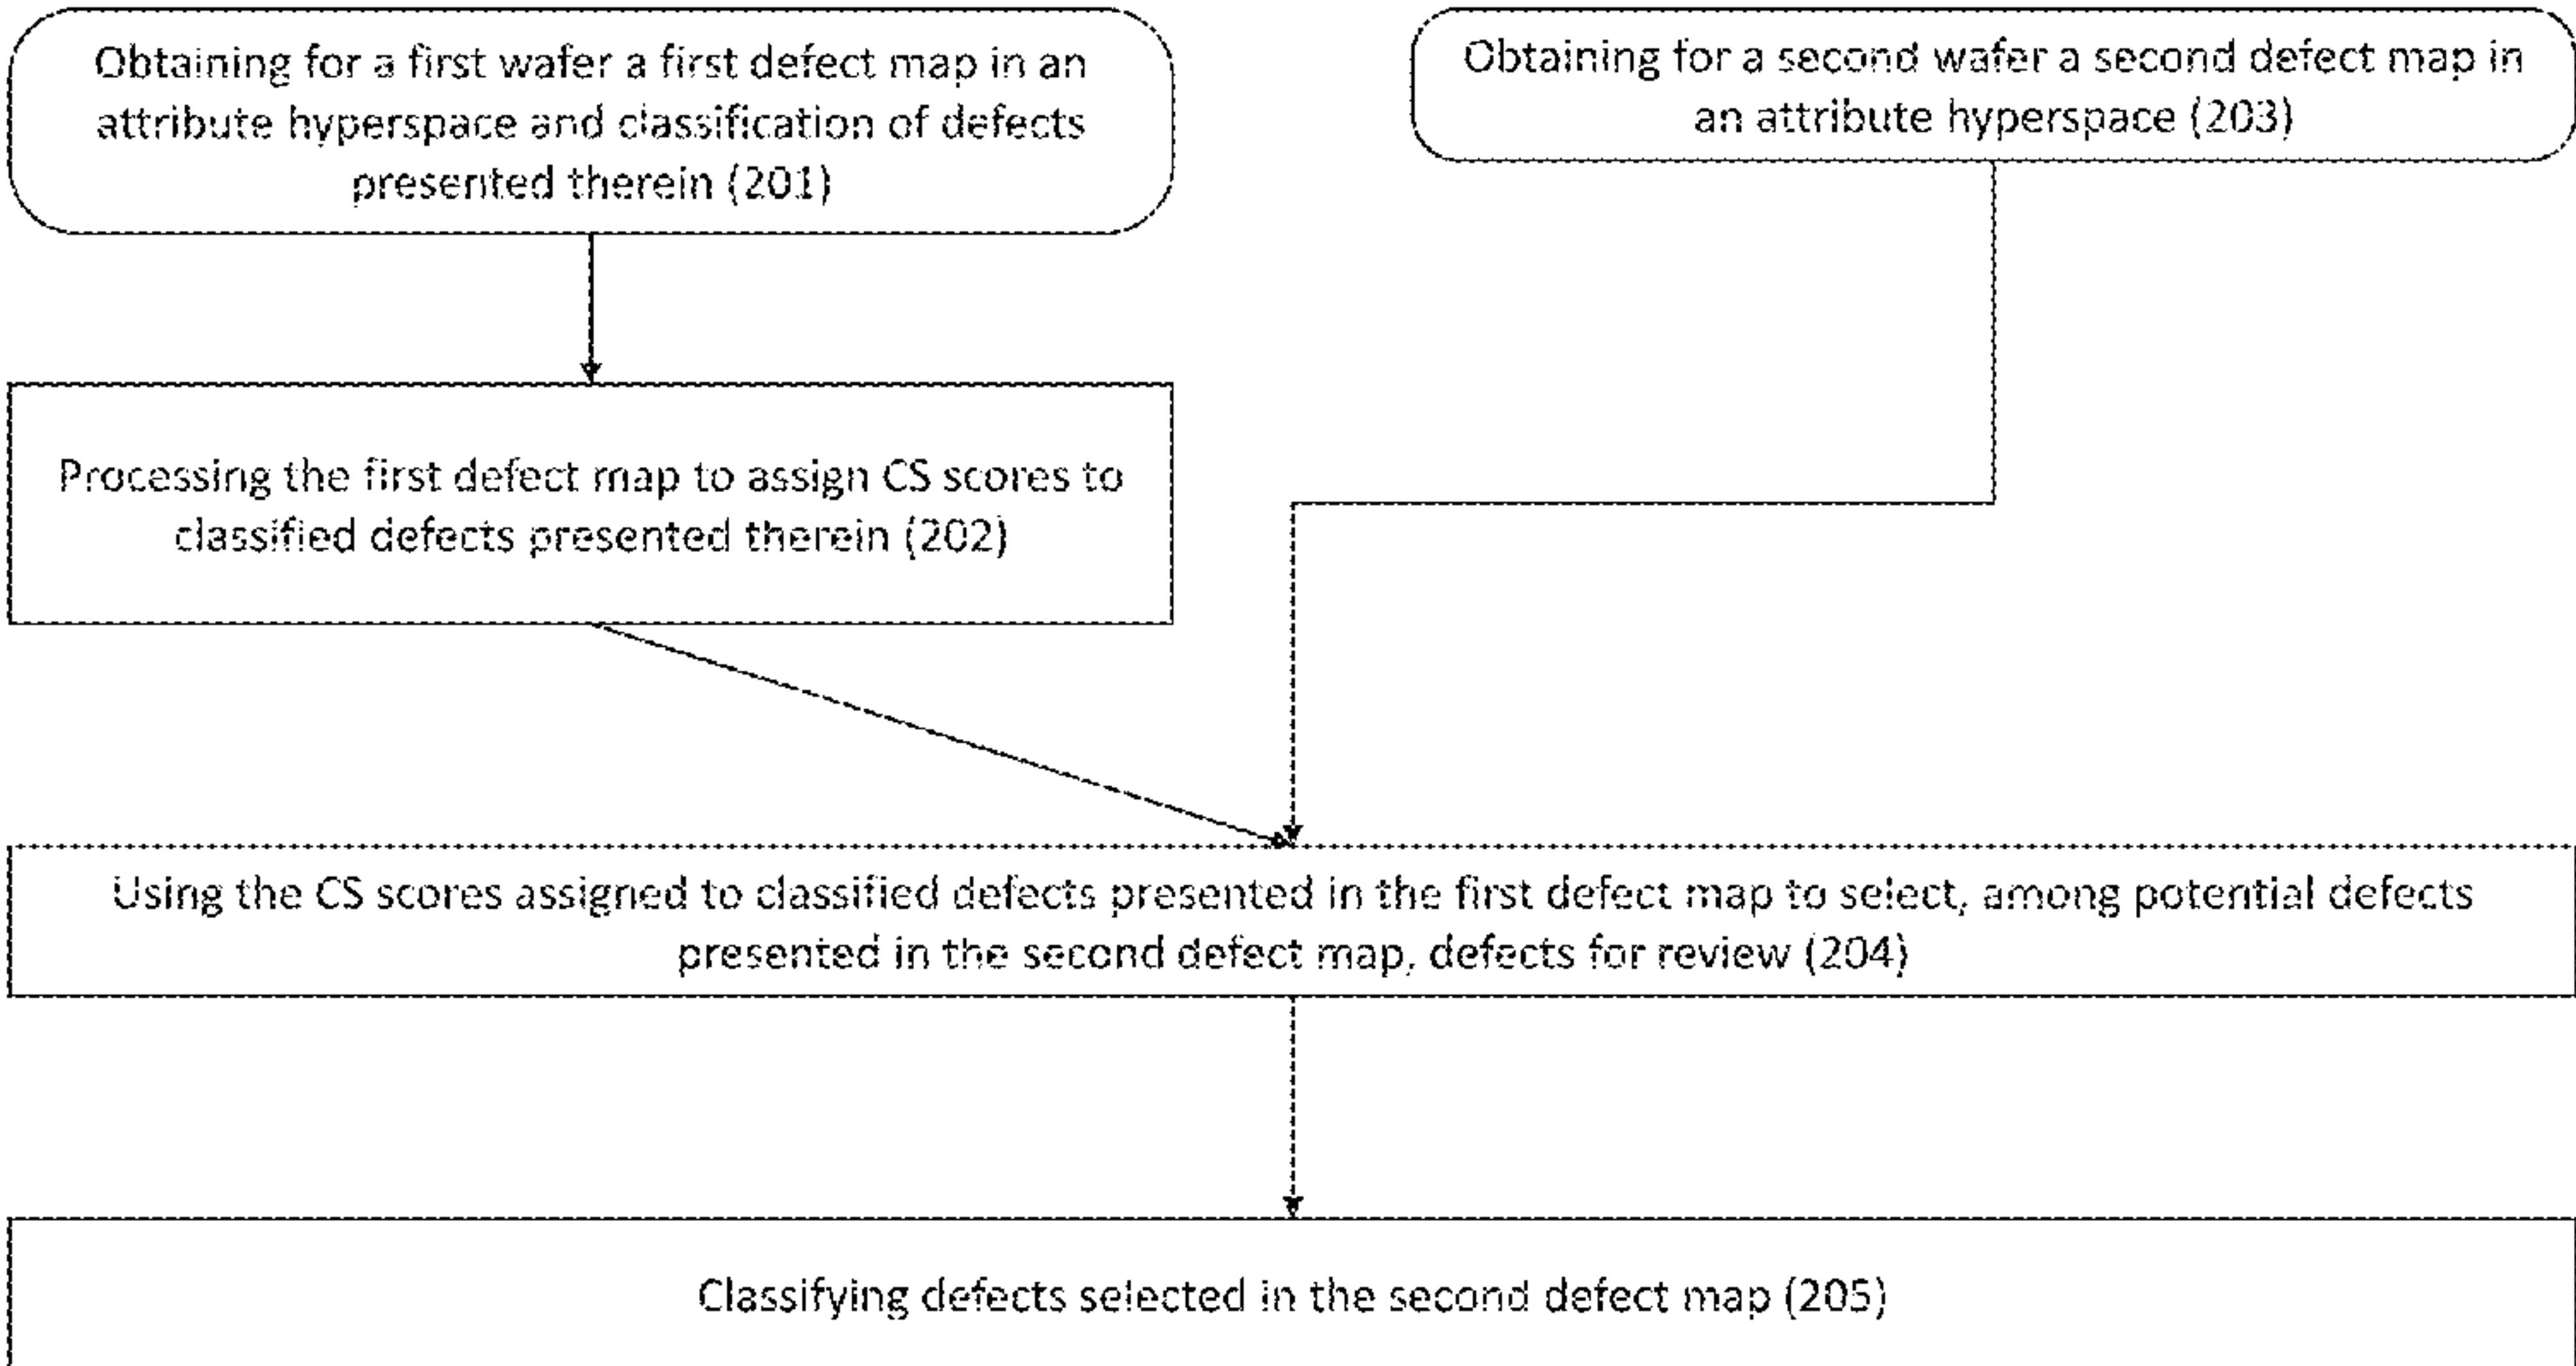 Obtaining for a first wafer a first defect map in an
attribute hyperspace and classification of defects
presented therein (201)
Obtaining for a second wafer a second defect map in
an attribute hyperspace (203)
Processing the first defect map to assign CS scores to
classified defects presented therein (202)
Using the CS scores assigned to classified defects presented in the first defect map to select, among potential defects
presented in the second defect map, defects for review (204)
Classifying defects selected in the second defect map (205)